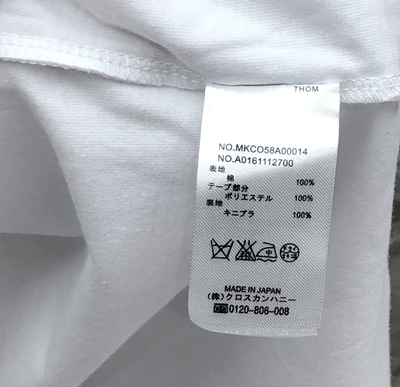 THOM
NO.MKCO58A00014
NO.A0161112700
表地
綿 100%
テープ部分
ポリエステル 100%
裏地
キュプラ 100%
MADE IN JAPAN
(株)クロスカンパニー
0120-806-008